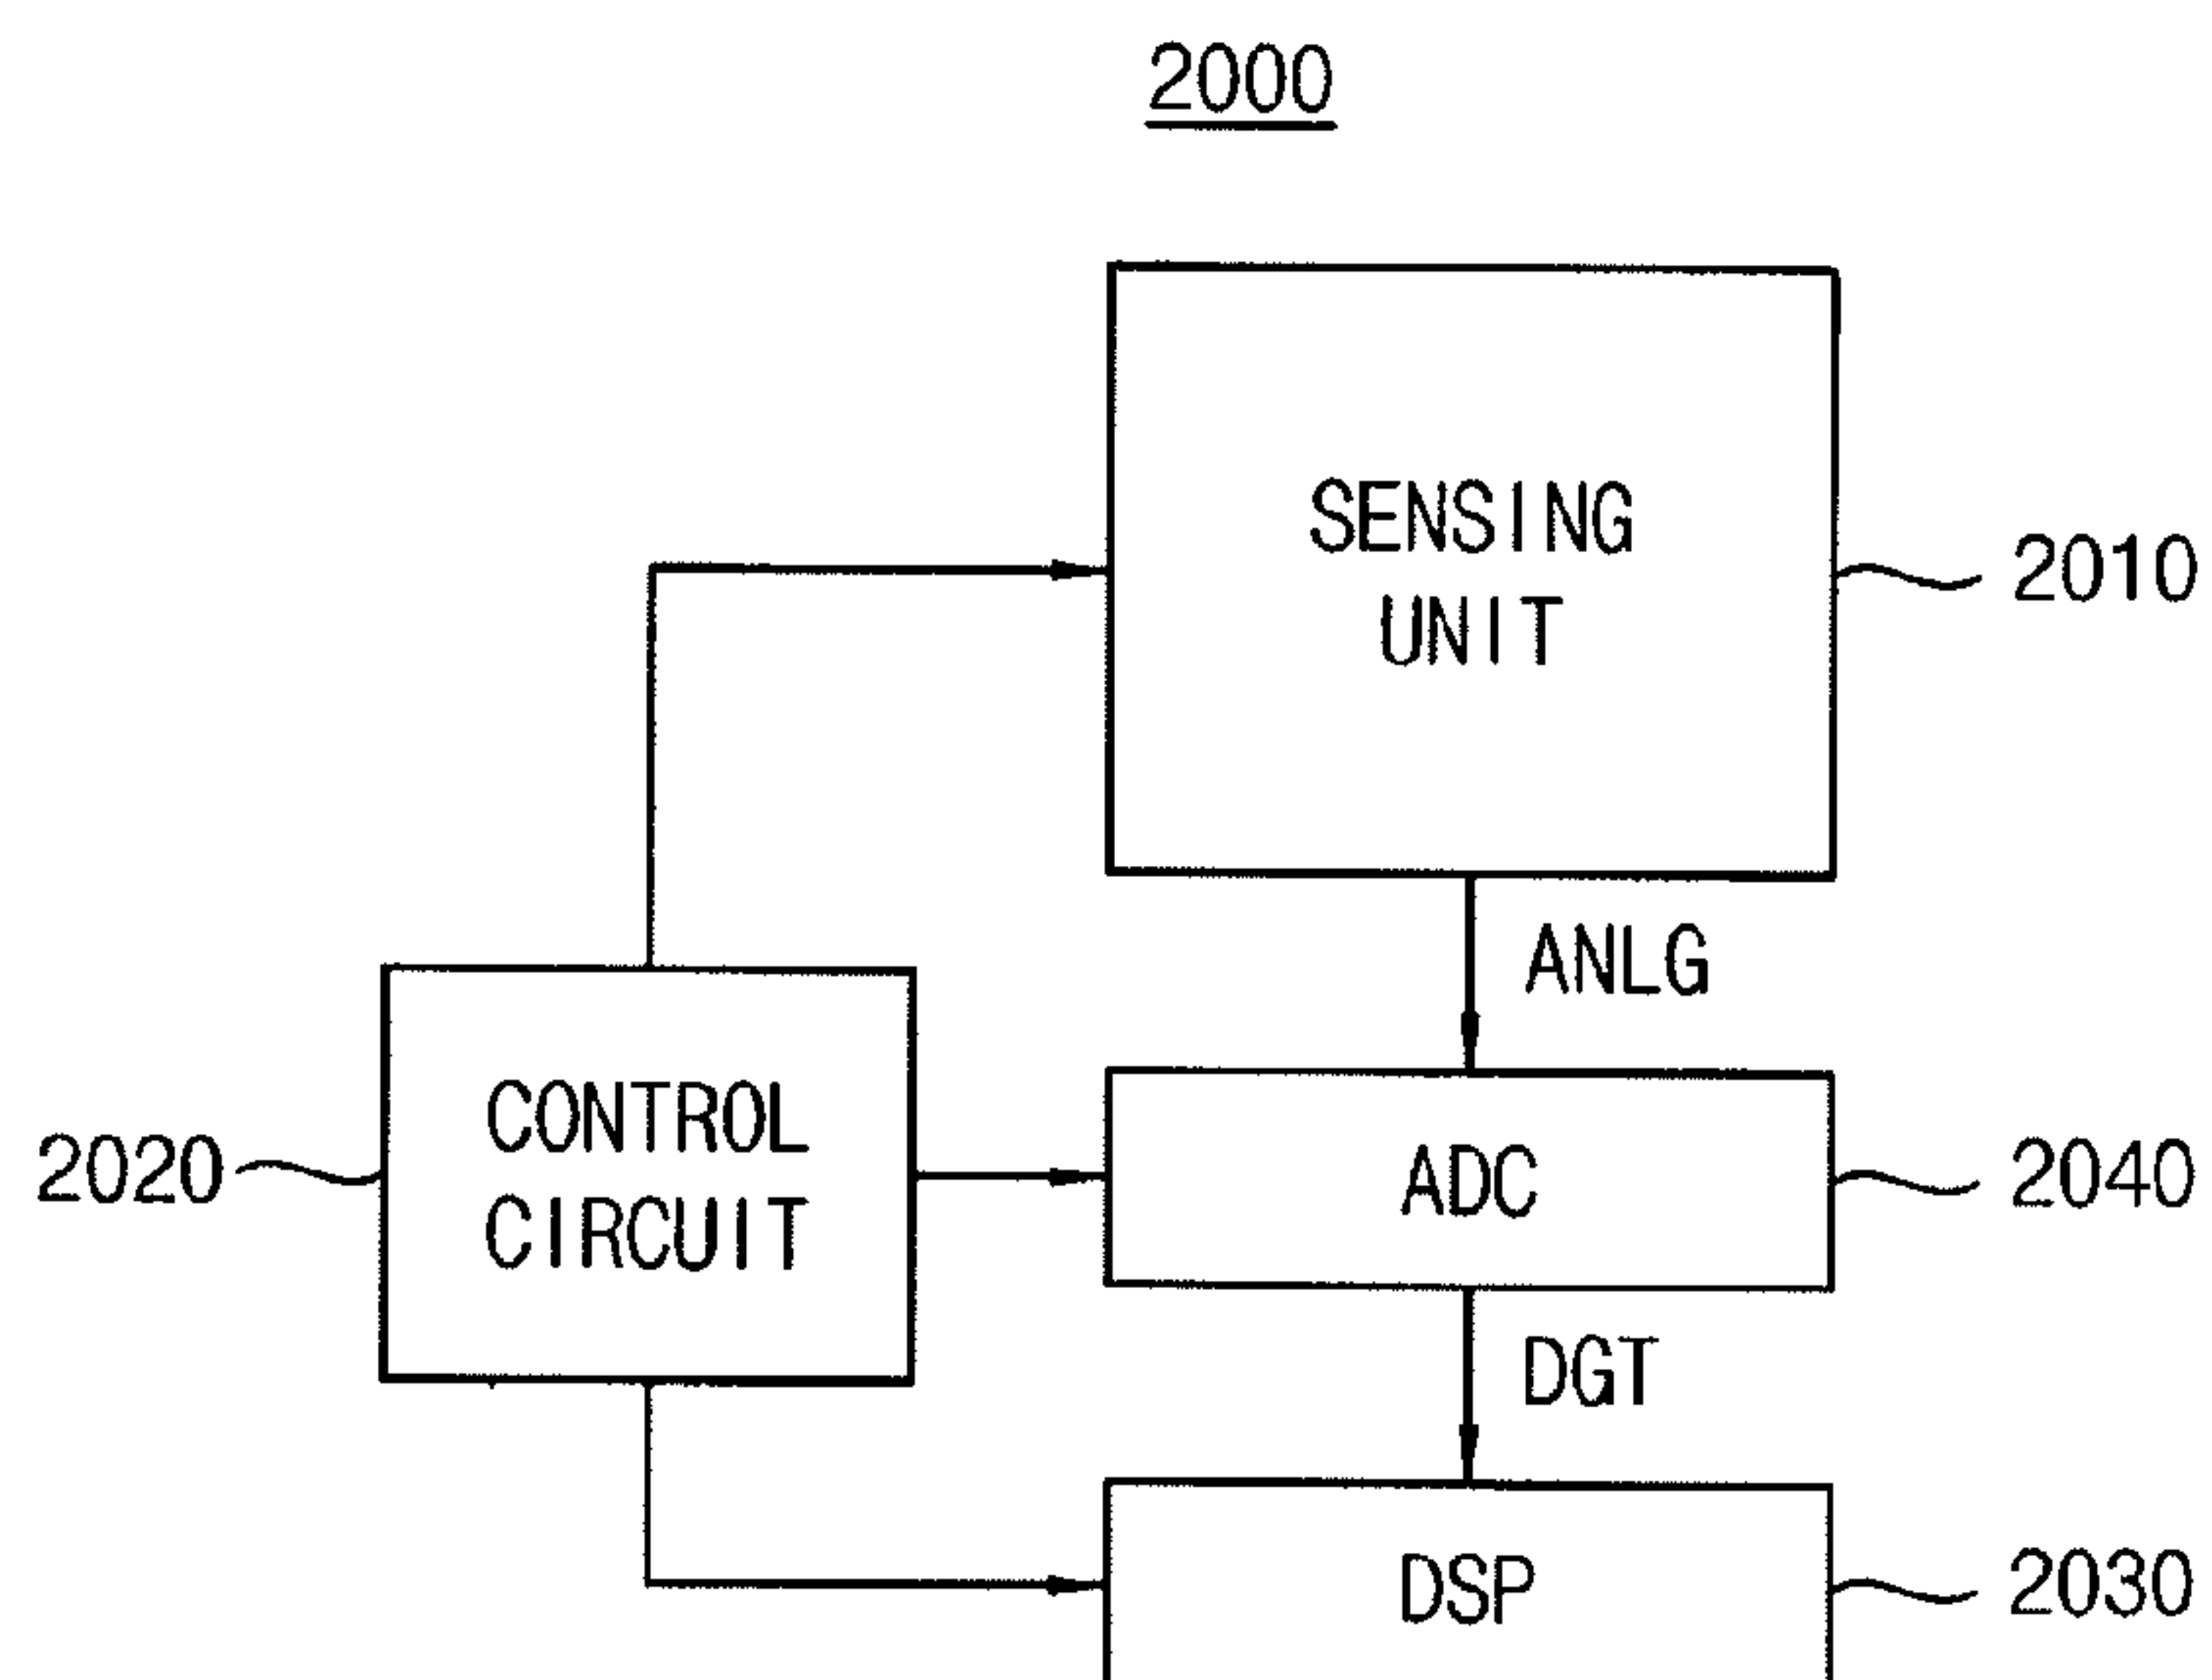 2000
SENSING
UNIT
2010
ANLG
CONTROL
CIRCUIT
2020
ADC
2040
DGT
DSP
2030